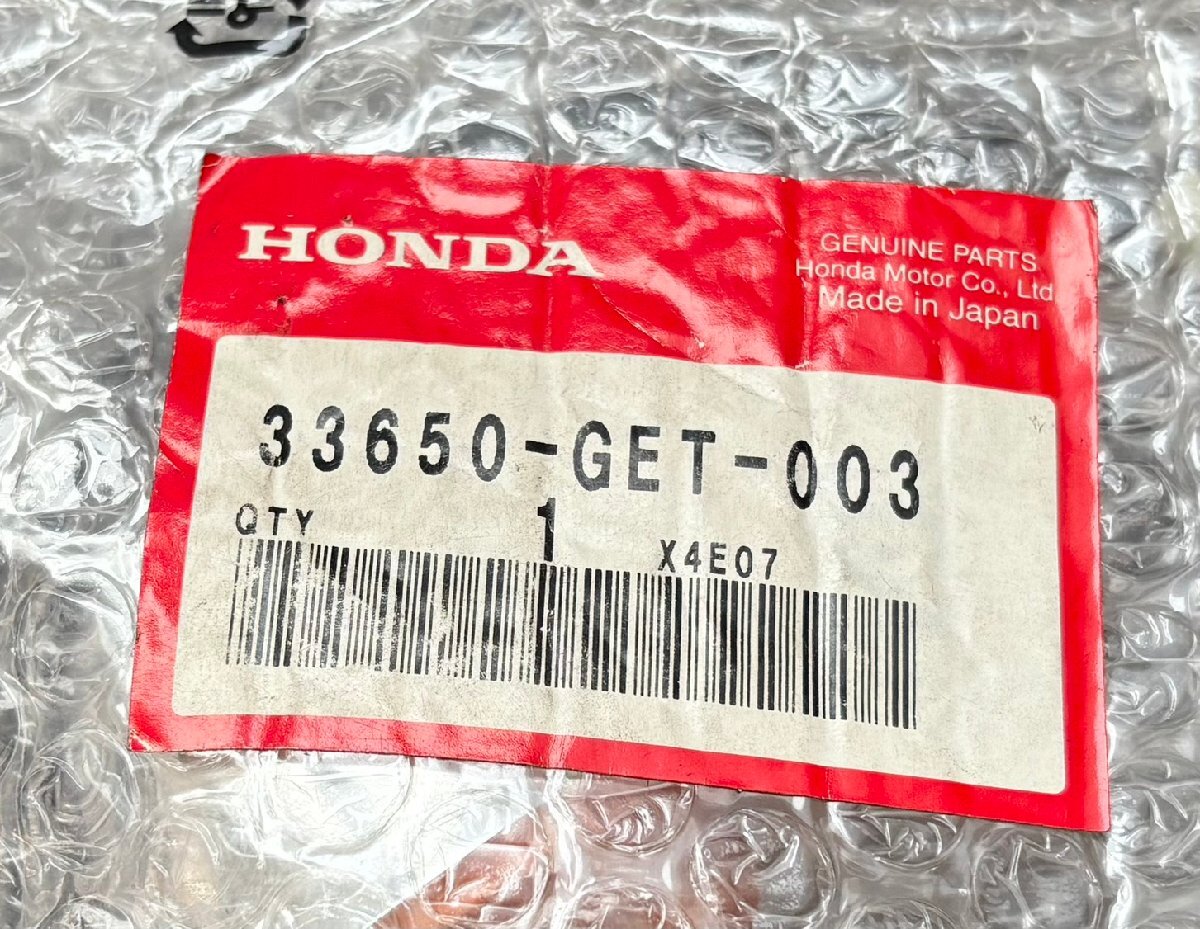 HONDA
GENUINE PARTS
Honda Motor Co., Ltd
Made in Japan
33650-GET-003
QTY 1 X4E07